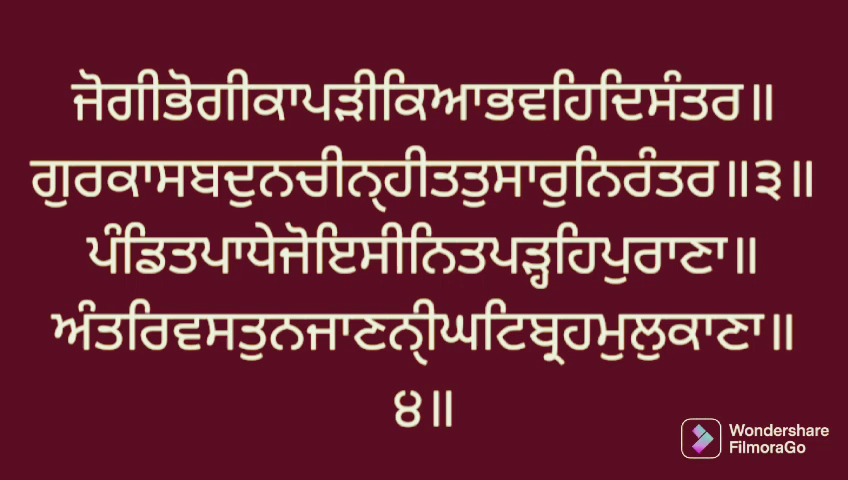 ਜੋਗੀਭੋਗੀਕਾਪੜੀਕਿਆਭਵਹਿਦਿਸੰਤਰ॥
ਗੁਰਕਾਸਬਦੁਨਚੀਨੑਹੀਤਤੁਸਾਰੁਨਿਰੰਤਰ॥੩॥
ਪੰਡਿਤਪਾਧੇਜੋਇਸੀਨਿਤਪੜੑਹਿਪੁਰਾਣਾ॥
ਅੰਤਰਿਵਸਤੁਨਜਾਣਨੑੀਘਟਿਬ੍ਰਹਮੁਲੁਕਾਣਾ॥
੪॥
Wondershare
FilmoraGo